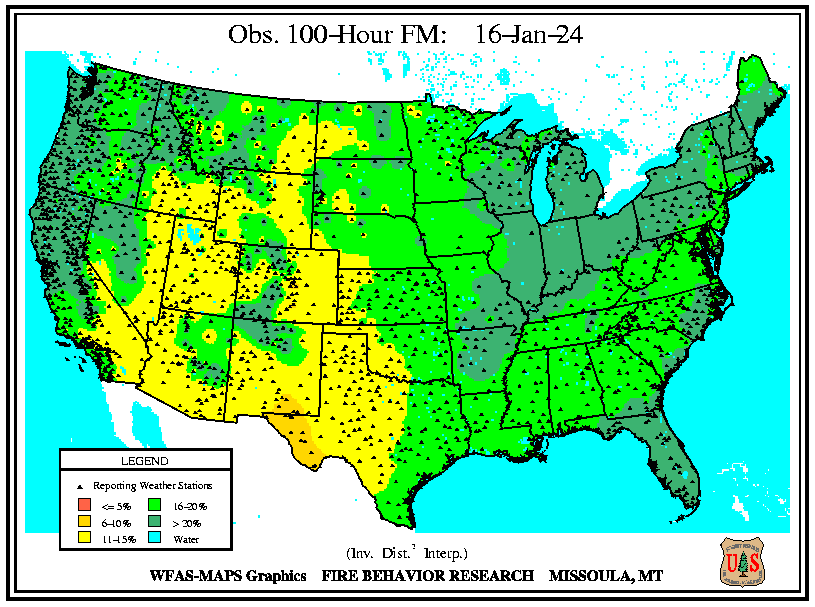 Obs. 100-Hour FM: 16-Jan-24
LEGEND
Reporting Weather Stations
<= 5%
16-20%
6-10%
> 20%
11-15%
Water
(Inv. Dist.² Interp.)
WFAS-MAPS Graphics FIRE BEHAVIOR RESEARCH MISSOULA, MT
U S